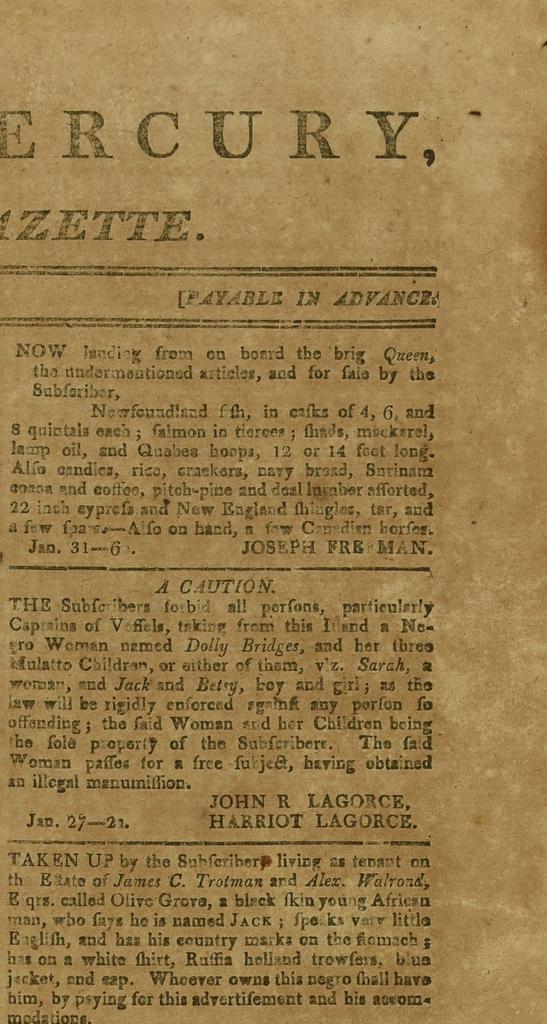 ERCURY,
AZETTE.
[PAYABLE IN ADVANCE.
NOW landing from on board the brig Queen,
the undermentioned articles, and for ſale by the
Subſcriber,
Newfoundland fiſh, in caſks of 4, 6, and
8 quintals each; ſalmon in tierces; ſhads, mackarel,
lamp oil, and Quebec hoops, 12 or 14 feet long.
Alſo candles, rice, crackers, navy bread, Surinam
cocoa and coffee, pitch-pine and deal lumber aſſorted,
22 inch cypreſs and New England ſhingles, tar, and
a few ſpars—Alſo on hand, a few Canadian horſes.
Jan. 31—6 . JOSEPH FREEMAN.
A CAUTION.
THE Subſcribers forbid all perſons, particularly
Captains of Veſſels, taking from this Iſland a Ne-
gro Woman named Dolly Bridges, and her three
Mulatto Children, or either of them, viz. Sarah, a
woman, and Jack and Betsy, boy and girl; as the
law will be rigidly enforced againſt any perſon ſo
offending; the ſaid Woman and her Children being
the ſole property of the Subſcribers. The ſaid
Woman paſſes for a free ſubject, having obtained
an illegal manumiſſion.
JOHN R LAGORCE,
Jan. 27—21. HARRIOT LAGORCE.
TAKEN UP by the Subſcriber, living as tenant on
the Eſtate of James C. Trotman and Alex. Walrond,
Eſqrs. called Olive Grove, a black ſkin young African
man, who ſays he is named JACK; ſpeaks very little
Engliſh, and has his country marks on the ſtomach;
has on a white ſhirt, Ruſſia holland trowſers, blue
jacket, and cap. Whoever owns this negro ſhall have
him, by paying for this advertiſement and his accom-
modations.